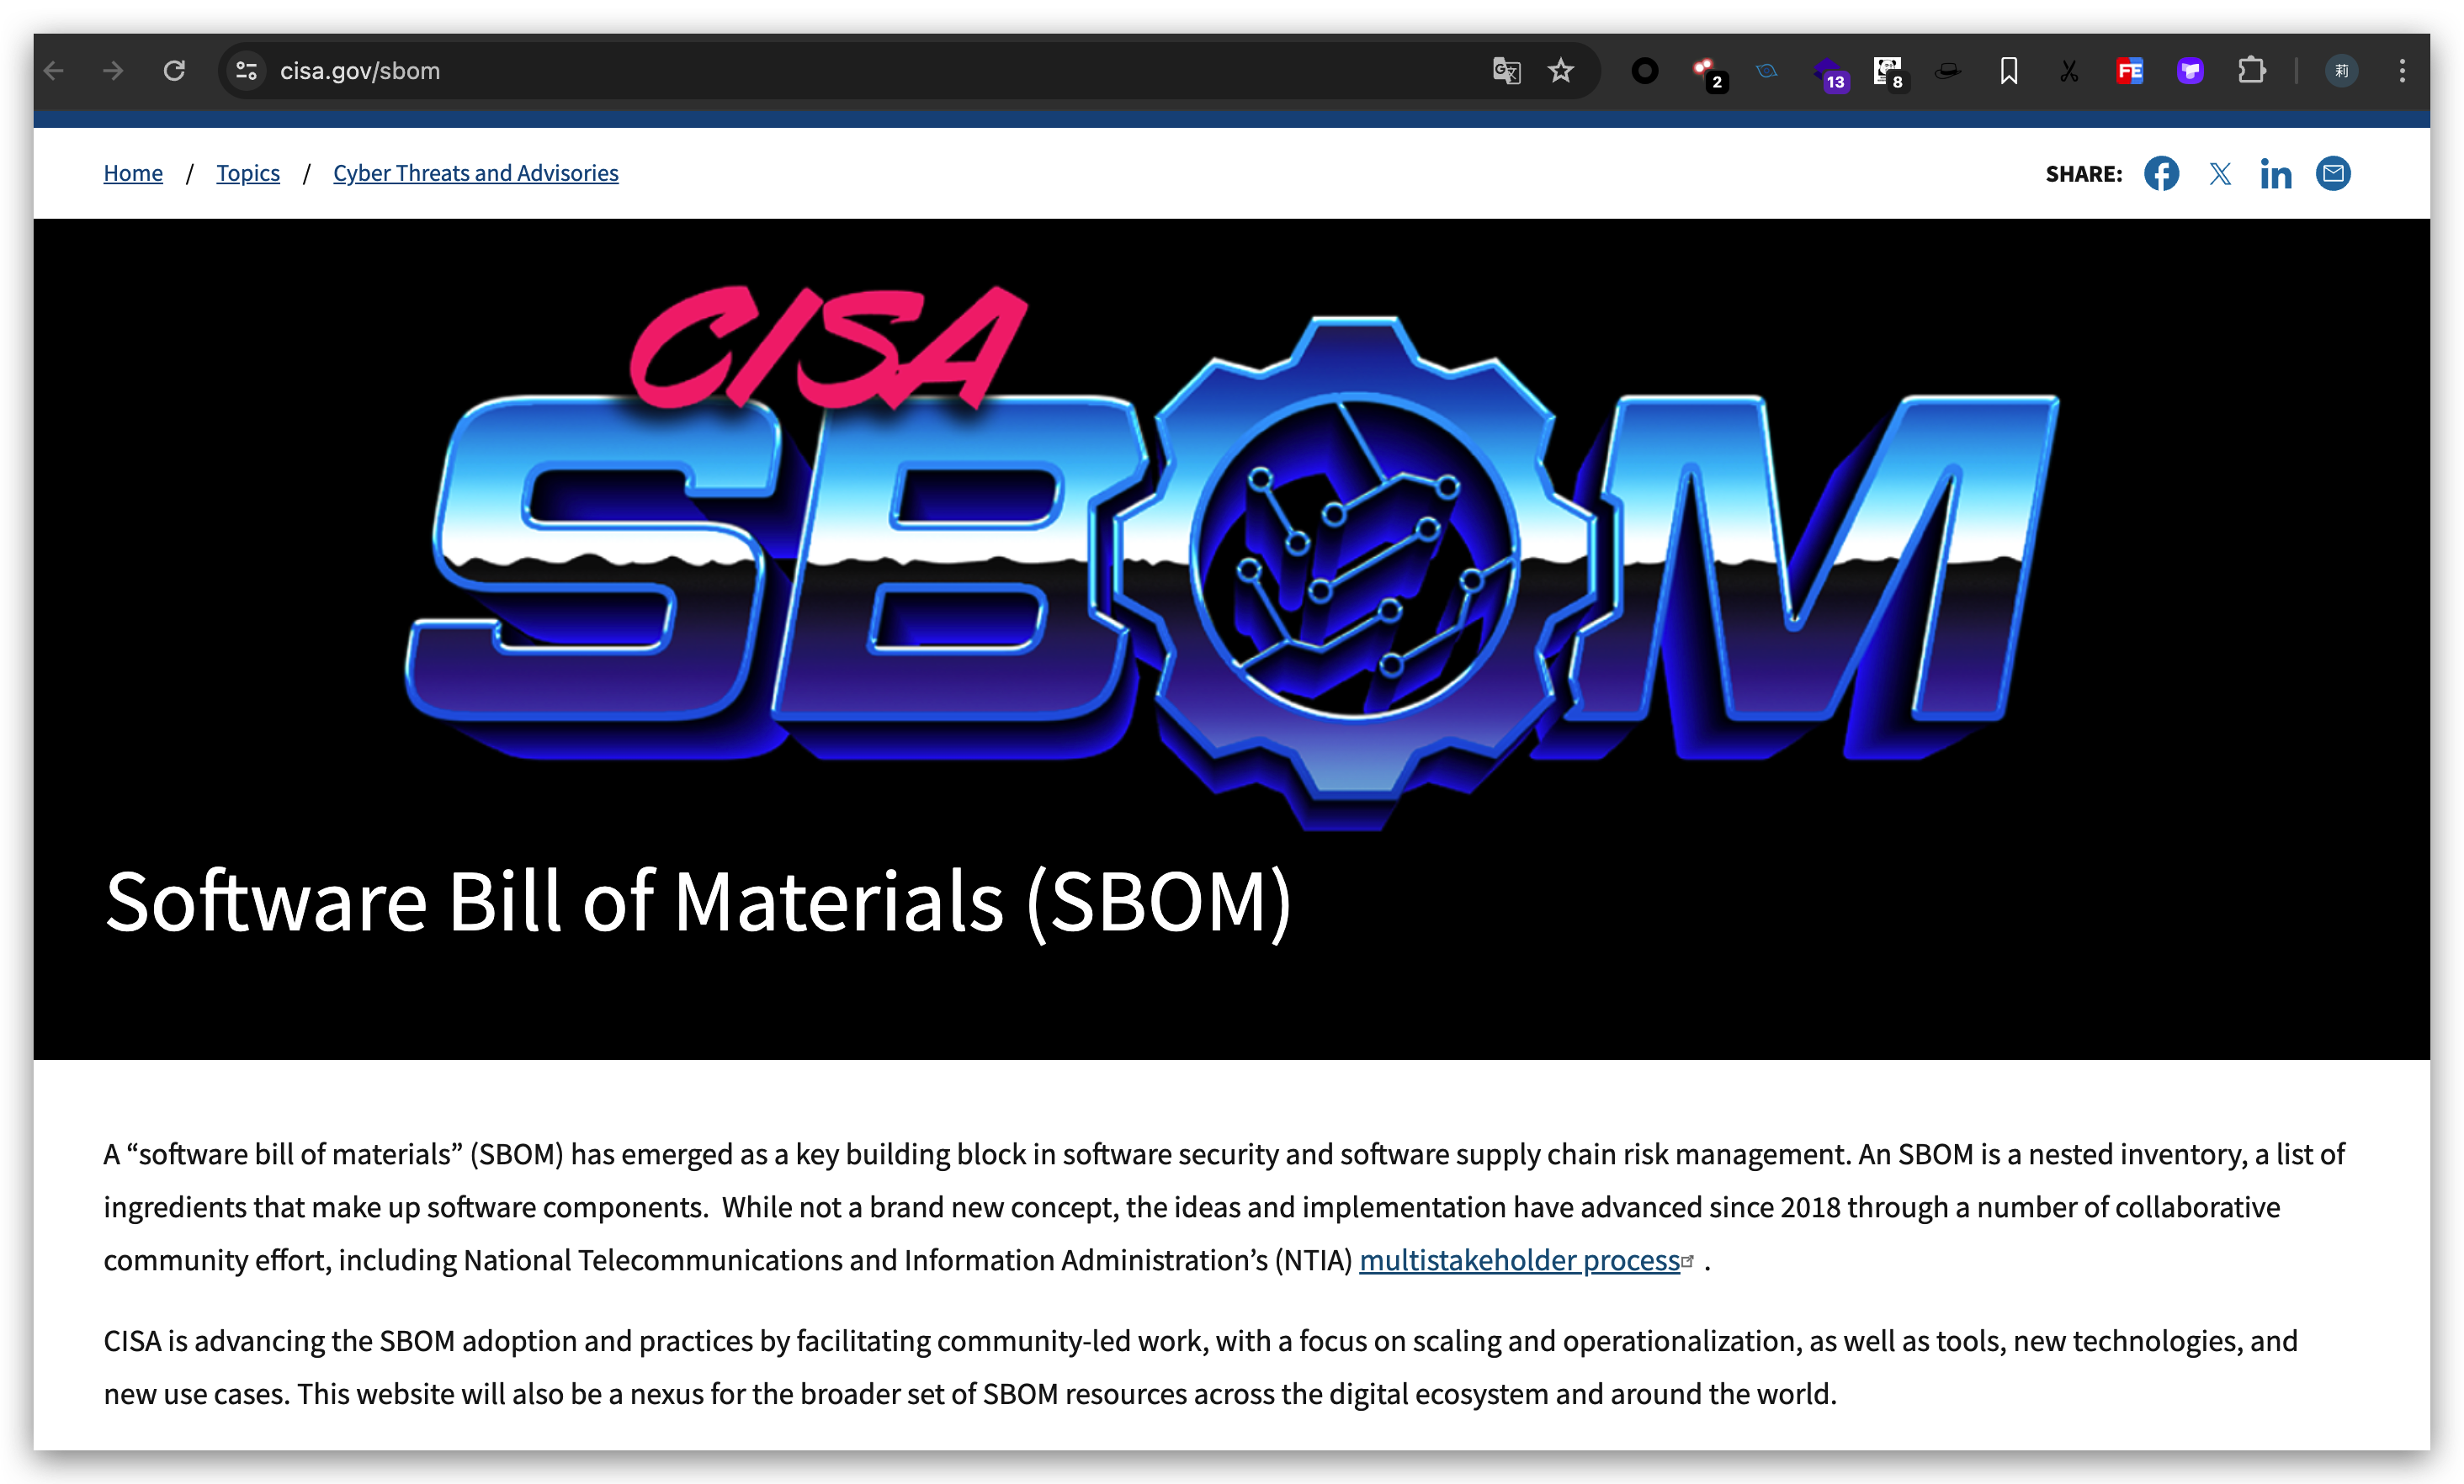 cisa.gov/sbom
2
13
8
FE
莉
Home / Topics / Cyber Threats and Advisories
SHARE:
CISA
SBOM
Software Bill of Materials (SBOM)
A “software bill of materials” (SBOM) has emerged as a key building block in software security and software supply chain risk management. An SBOM is a nested inventory, a list of
ingredients that make up software components.  While not a brand new concept, the ideas and implementation have advanced since 2018 through a number of collaborative
community effort, including National Telecommunications and Information Administration’s (NTIA) multistakeholder process .
CISA is advancing the SBOM adoption and practices by facilitating community-led work, with a focus on scaling and operationalization, as well as tools, new technologies, and
new use cases. This website will also be a nexus for the broader set of SBOM resources across the digital ecosystem and around the world.